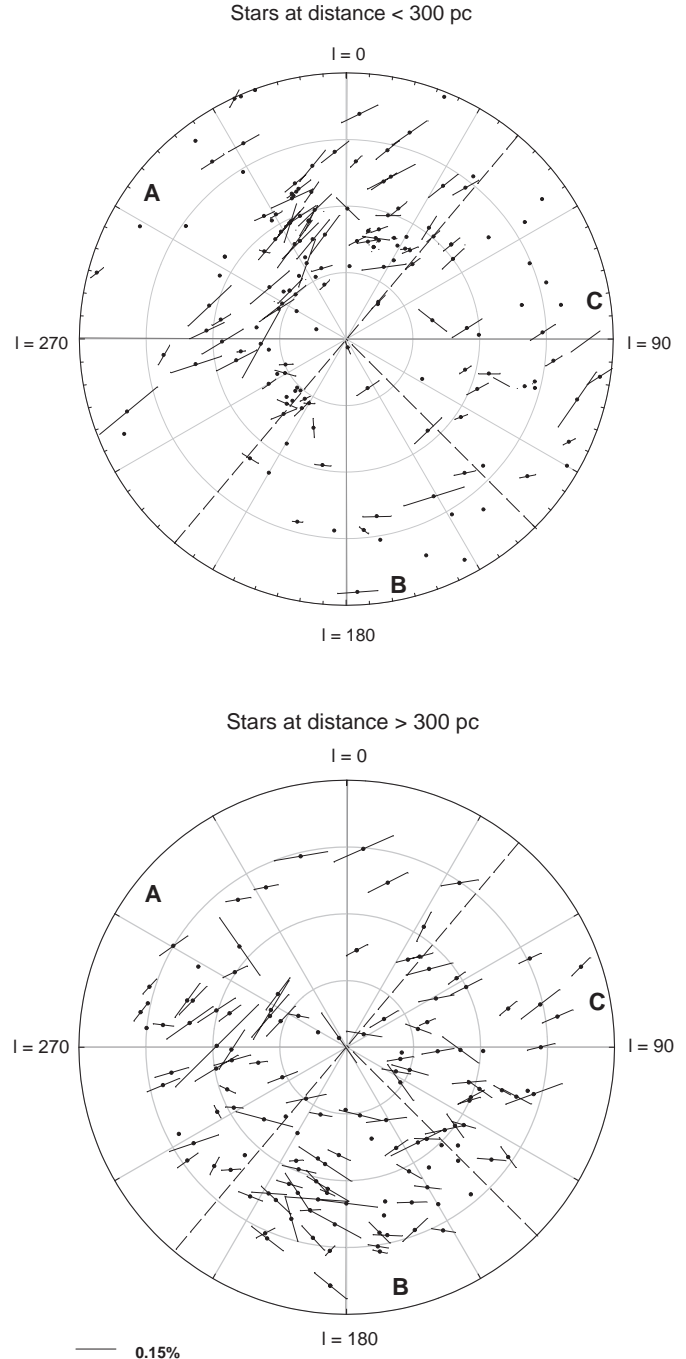 Stars at distance < 300 pc
l = 0
A
C
l = 270
l = 90
B
l = 180
Stars at distance > 300 pc
l = 0
A
C
l = 270
l = 90
B
l = 180
0.15%